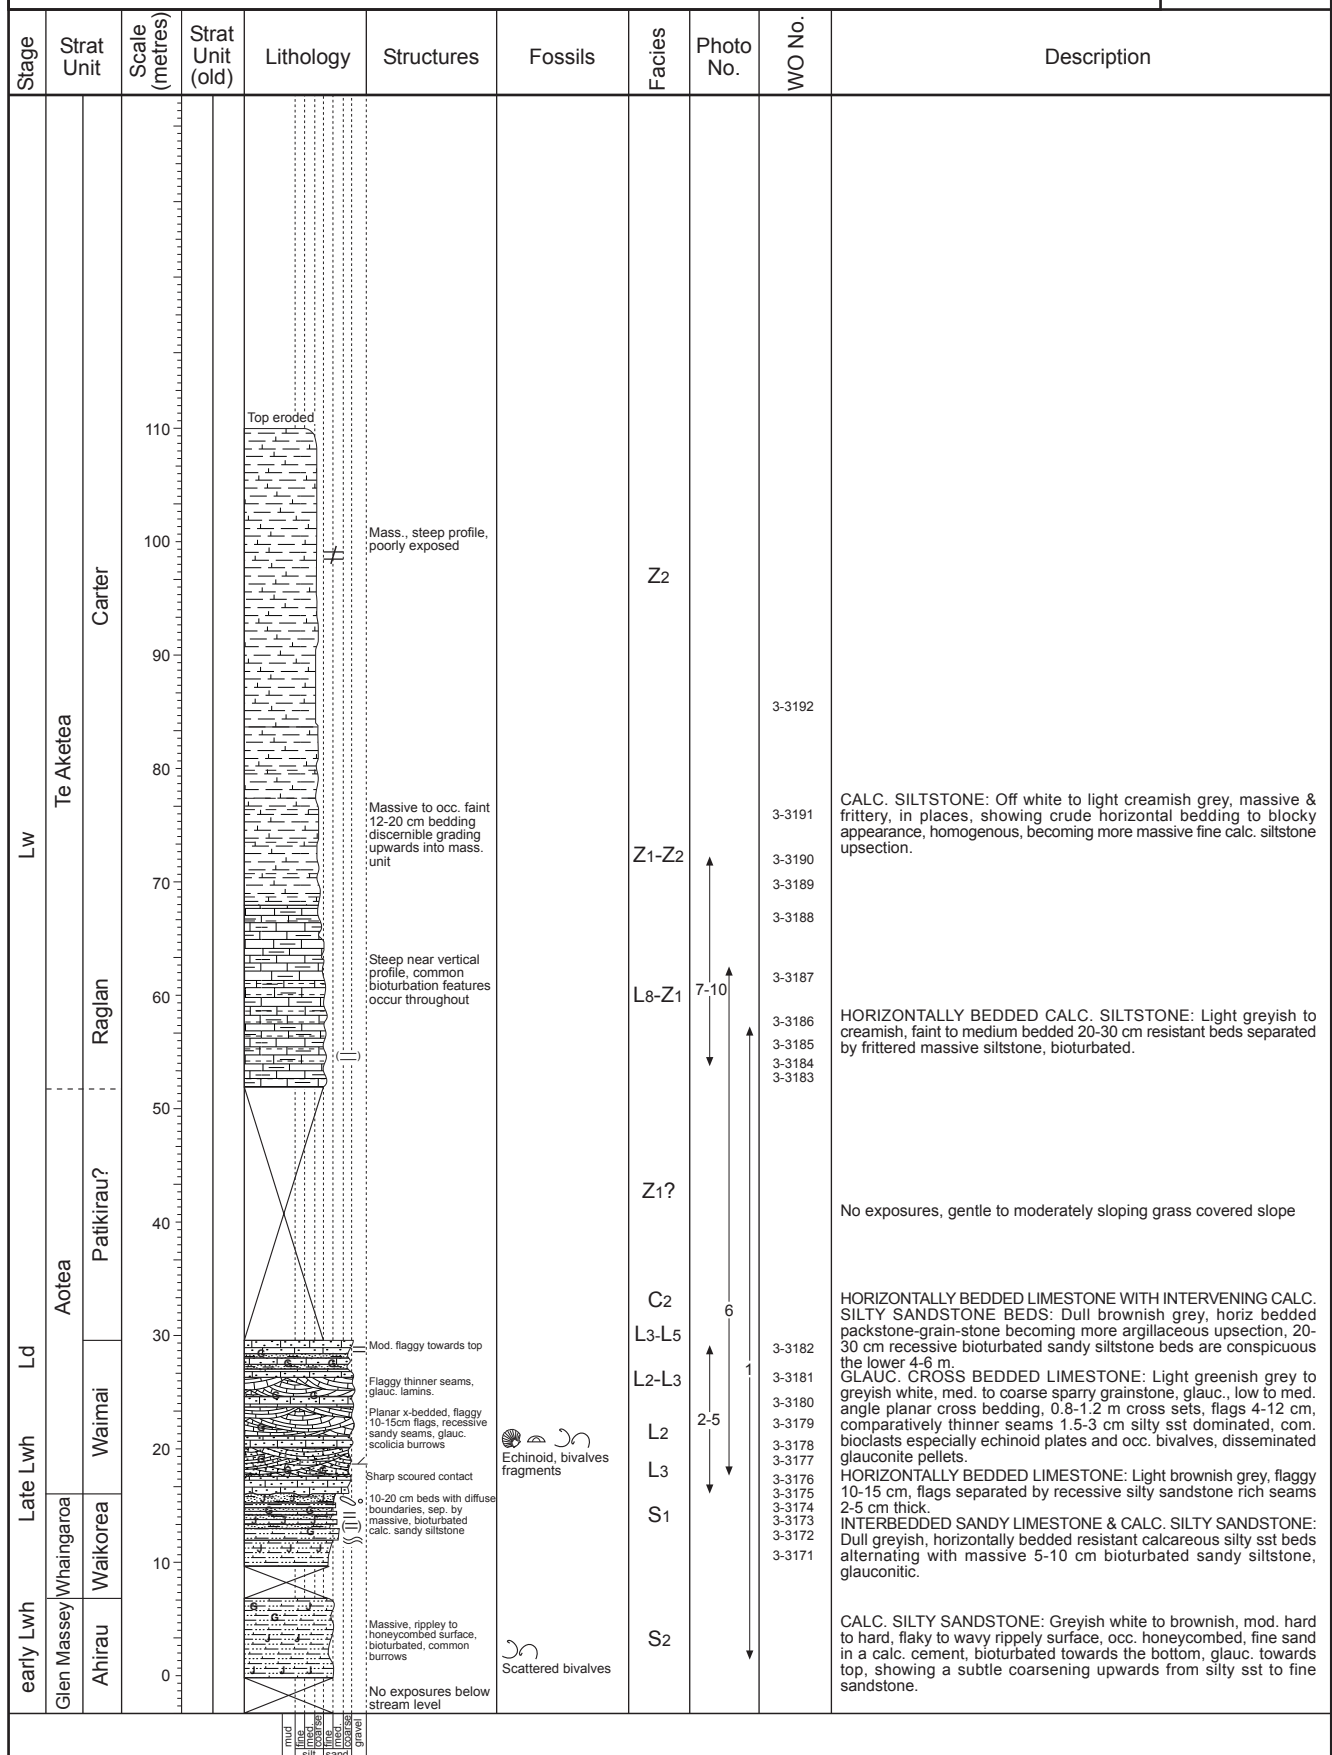 Stage
Strat
Unit
Scale
(metres)
Strat
Unit
(old)
Lithology
Structures
Fossils
Facies
Photo
No.
WO No.
Description
Lw
Ld
Late Lwh
early Lwh
Te Aketea
Aotea
Whaingaroa
Glen Massey
Carter
Raglan
Patikirau?
Waimai
Waikorea
Ahirau
110
100
90
80
70
60
50
40
30
20
10
0
Top eroded
Mass., steep profile,
poorly exposed
Massive to occ. faint
12-20 cm bedding
discernible grading
upwards into mass.
unit
Steep near vertical
profile, common
bioturbation features
occur throughout
Mod. flaggy towards top
Flaggy thinner seams,
glauc. lamins.
Planar x-bedded, flaggy
10-15cm flags, recessive
sandy seams, glauc.
scolicia burrows
Sharp scoured contact
10-20 cm beds with diffuse
boundaries, sep. by
massive, bioturbated
calc. sandy siltstone
Massive, rippley to
honeycombed surface,
bioturbated, common
burrows
No exposures below
stream level
Echinoid, bivalves
fragments
Scattered bivalves
Z2
Z1-Z2
L8-Z1
Z1?
C2
L3-L5
L2-L3
L2
L3
S1
S2
7-10
6
1
2-5
3-3192
3-3191
3-3190
3-3189
3-3188
3-3187
3-3186
3-3185
3-3184
3-3183
3-3182
3-3181
3-3180
3-3179
3-3178
3-3177
3-3176
3-3175
3-3174
3-3173
3-3172
3-3171
CALC. SILTSTONE: Off white to light creamish grey, massive &
frittery, in places, showing crude horizontal bedding to blocky
appearance, homogenous, becoming more massive fine calc. siltstone
upsection.
HORIZONTALLY BEDDED CALC. SILTSTONE: Light greyish to
creamish, faint to medium bedded 20-30 cm resistant beds separated
by frittered massive siltstone, bioturbated.
No exposures, gentle to moderately sloping grass covered slope
HORIZONTALLY BEDDED LIMESTONE WITH INTERVENING CALC.
SILTY SANDSTONE BEDS: Dull brownish grey, horiz bedded
packstone-grain-stone becoming more argillaceous upsection, 20-
30 cm recessive bioturbated sandy siltstone beds are conspicuous
the lower 4-6 m.
GLAUC. CROSS BEDDED LIMESTONE: Light greenish grey to
greyish white, med. to coarse sparry grainstone, glauc., low to med.
angle planar cross bedding, 0.8-1.2 m cross sets, flags 4-12 cm,
comparatively thinner seams 1.5-3 cm silty sst dominated, com.
bioclasts especially echinoid plates and occ. bivalves, disseminated
glauconite pellets.
HORIZONTALLY BEDDED LIMESTONE: Light brownish grey, flaggy
10-15 cm, flags separated by recessive silty sandstone rich seams
2-5 cm thick.
INTERBEDDED SANDY LIMESTONE & CALC. SILTY SANDSTONE:
Dull greyish, horizontally bedded resistant calcareous silty sst beds
alternating with massive 5-10 cm bioturbated sandy siltstone,
glauconitic.
CALC. SILTY SANDSTONE: Greyish white to brownish, mod. hard
to hard, flaky to wavy rippely surface, occ. honeycombed, fine sand
in a calc. cement, bioturbated towards the bottom, glauc. towards
top, showing a subtle coarsening upwards from silty sst to fine
sandstone.
mud
fine
med.
coarse
fine
med.
coarse
gravel
silt
sand